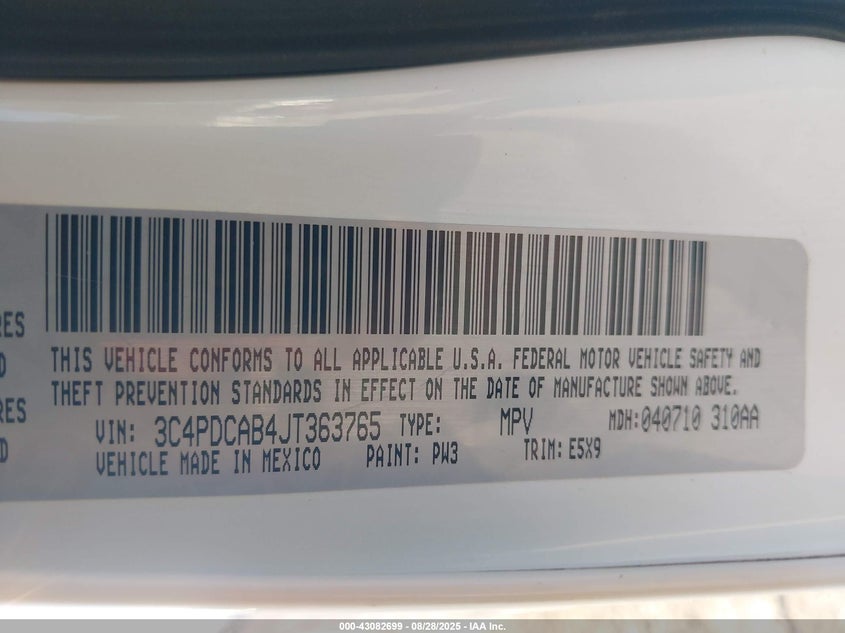 RES
D
RES
D
THIS VEHICLE CONFORMS TO ALL APPLICABLE U.S.A. FEDERAL MOTOR VEHICLE SAFETY AND
THEFT PREVENTION STANDARDS IN EFFECT ON THE DATE OF MANUFACTURE SHOWN ABOVE.
VIN: 3C4PDCAB4JT363765 TYPE: MPV MDH: 040710 310AA
VEHICLE MADE IN MEXICO PAINT: PW3 TRIM: E5X9
000-43082699 - 08/28/2025 - IAA Inc.